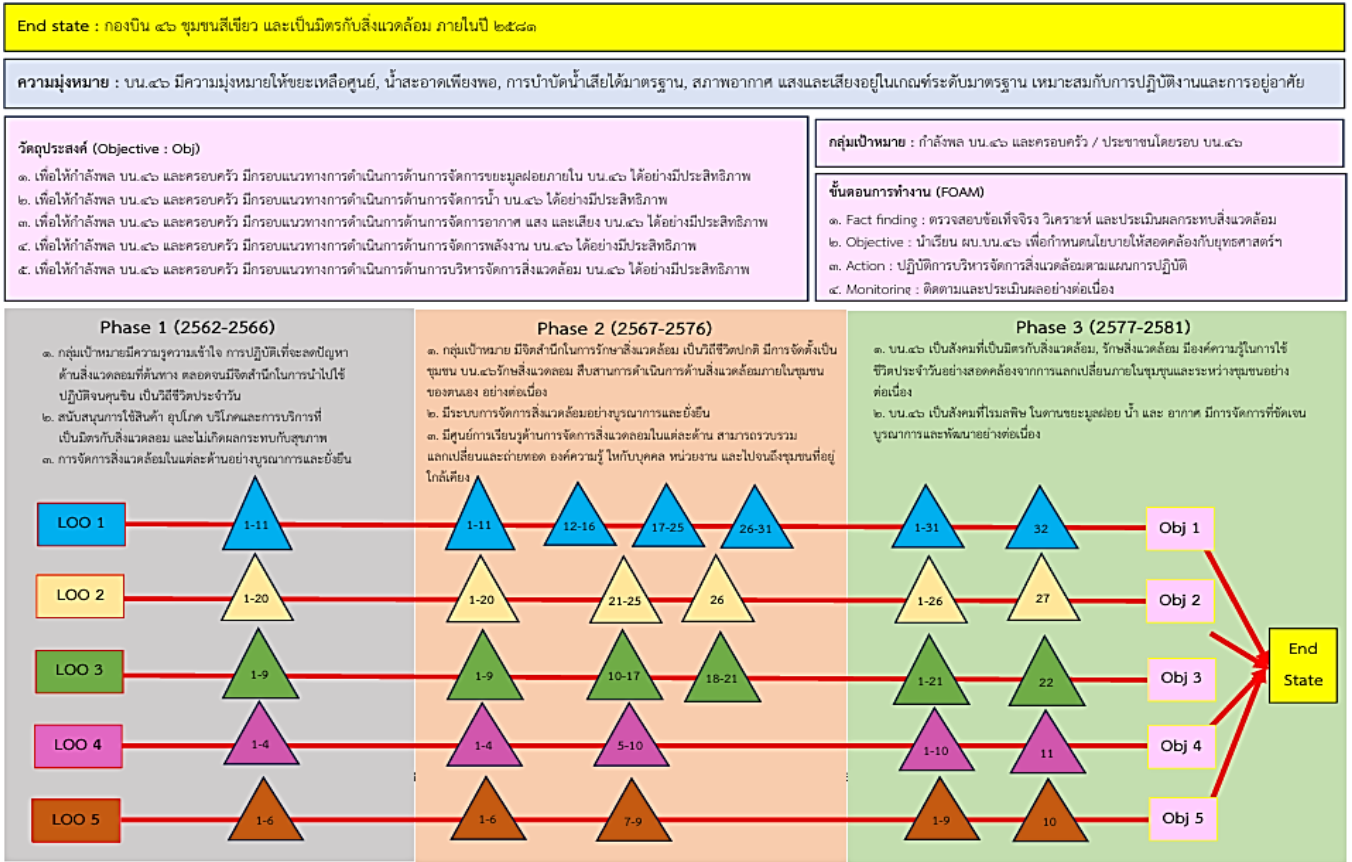 End state : กองบิน ๔๖ ชุมชนสีเขียว และเป็นมิตรกับสิ่งแวดล้อม ภายในปี ๒๕๘๑
ความมุ่งหมาย : บน.๔๖ มีความมุ่งหมายให้ขยะเหลือศูนย์, น้ำสะอาดเพียงพอ, การบำบัดน้ำเสียได้มาตรฐาน, สภาพอากาศ แสงและเสียงอยู่ในเกณฑ์ระดับมาตรฐาน เหมาะสมกับการปฏิบัติงานและการอยู่อาศัย
วัตถุประสงค์ (Objective : Obj)
๑. เพื่อให้กำลังพล บน.๔๖ และครอบครัว มีกรอบแนวทางการดำเนินการด้านการจัดการขยะมูลฝอยภายใน บน.๔๖ ได้อย่างมีประสิทธิภาพ
๒. เพื่อให้กำลังพล บน.๔๖ และครอบครัว มีกรอบแนวทางการดำเนินการด้านการจัดการน้ำ บน.๔๖ ได้อย่างมีประสิทธิภาพ
๓. เพื่อให้กำลังพล บน.๔๖ และครอบครัว มีกรอบแนวทางการดำเนินการด้านการจัดการอากาศ แสง และเสียง บน.๔๖ ได้อย่างมีประสิทธิภาพ
๔. เพื่อให้กำลังพล บน.๔๖ และครอบครัว มีกรอบแนวทางการดำเนินการด้านการจัดการพลังงาน บน.๔๖ ได้อย่างมีประสิทธิภาพ
๕. เพื่อให้กำลังพล บน.๔๖ และครอบครัว มีกรอบแนวทางการดำเนินการด้านการบริหารจัดการสิ่งแวดล้อม บน.๔๖ ได้อย่างมีประสิทธิภาพ
กลุ่มเป้าหมาย : กำลังพล บน.๔๖ และครอบครัว / ประชาชนโดยรอบ บน.๔๖
ขั้นตอนการทำงาน (FOAM)
๑. Fact finding : ตรวจสอบข้อเท็จจริง วิเคราะห์ และประเมินผลกระทบสิ่งแวดล้อม
๒. Objective : นำเรียน ผบ.บน.๔๖ เพื่อกำหนดนโยบายให้สอดคล้องกับยุทธศาสตร์ฯ
๓. Action : ปฏิบัติการบริหารจัดการสิ่งแวดล้อมตามแผนการปฏิบัติ
๔. Monitoring : ติดตามและประเมินผลอย่างต่อเนื่อง
Phase 1 (2562-2566)
๑. กลุ่มเป้าหมายมีความรูความเข้าใจ การปฏิบัติเที่จะลดปัญหา
ด้านสิ่งแวดลอมที่ต้นทาง ตลอดจนมีจิตสำนึกในการนำไปใช้
ปฏิบัติจนคุนชิน เป็นวิถีชีวิตประจำวัน
๒. สนับสนุนการใช้สินค้า อุปโภค บริโภคและการบริการที่
เป็นมิตรกับสิ่งแวดลอม และไม่เกิดผลกระทบกับสุขภาพ
๓. การจัดการสิ่งแวดล้อมในแต่ละด้านอย่างบูรณาการและยั่งยืน
Phase 2 (2567-2576)
๑. กลุ่มเป้าหมาย มีจิตสำนึกในการรักษาสิ่งแวดล้อม เป็นวิถีชีวิตปกติ มีการจัดตั้งเป็น
ชุมชน บน.๔๖รักษ์สิ่งแวดลอม สืบสานการดำเนินการด้านสิ่งแวดล้อมภายในชุมชน
ของตนเอง อย่างต่อเนื่อง
๒. มีระบบการจัดการสิ่งแวดล้อมอย่างบูรณาการและยั่งยืน
๓. มีศูนย์การเรียนรู้ด้านการจัดการสิ่งแวดลอมในแต่ละด้าน สามารถรวบรวม
แลกเปลี่ยนและถ่ายทอด องค์ความรู้ ใหกับบุคคล หน่วยงาน และไปจนถึงชุมชนที่อยู่
ใกล้เคียง
Phase 3 (2577-2581)
๑. บน.๔๖ เป็นสังคมที่เป็นมิตรกับสิ่งแวดล้อม, รักษสิ่งแวดล้อม มีองค์ความรู้ในการใช้
ชีวิตประจำวันอย่างสอดคล้องจากการแลกเปลี่ยนภายในชุมชุนและระหว่างชุมชนอย่าง
ต่อเนื่อง
๒. บน.๔๖ เป็นสังคมที่ไรมลพิษ ในดานขยะมูลฝอย น้ำ และ อากาศ มีการจัดการที่ชัดเจน
บูรณาการและพัฒนาอย่างต่อเนื่อง
LOO 1 1-11 1-11 12-16 17-25 26-31 1-31 32 Obj 1
LOO 2 1-20 1-20 21-25 26 1-26 27 Obj 2
LOO 3 1-9 1-9 10-17 18-21 1-21 22 Obj 3
End
State
LOO 4 1-4 1-4 5-10 1-10 11 Obj 4
LOO 5 1-6 1-6 7-9 1-9 10 Obj 5